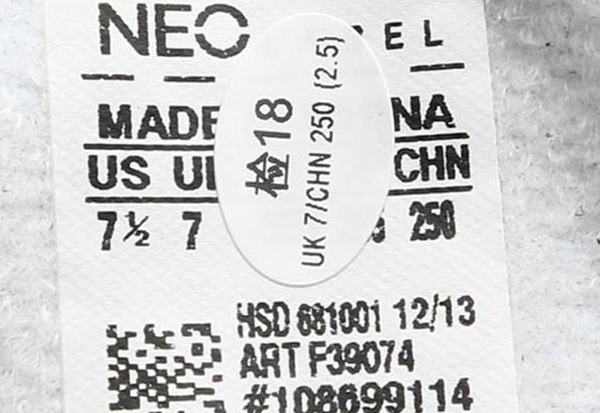 NEO EL
MADE NA
US U CHN
7½ 7 250
检18
UK 7/CHN 250 (2.5)
HSD 681001 12/13
ART F39074
#108699114